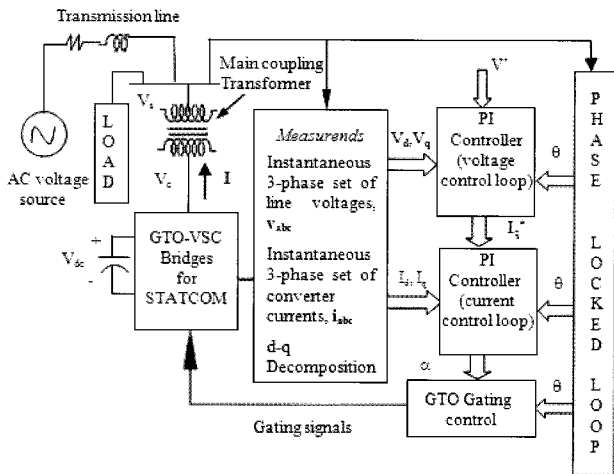 Transmission line
Main coupling
Transformer
V*
Vs
L
O
A
D
AC voltage
source
Vc
I
Measurends
Instantaneous
3-phase set of
line voltages,
vabc
Instantaneous
3-phase set of
converter
currents, iabc
d-q
Decomposition
Vd, Vq
PI
Controller
(voltage
control loop)
θ
Iq*
Id, Iq
PI
Controller
(current
control loop)
θ
α
GTO Gating
control
θ
P
H
A
S
E
L
O
C
K
E
D
L
O
O
P
+
Vdc
-
GTO-VSC
Bridges
for
STATCOM
Gating signals